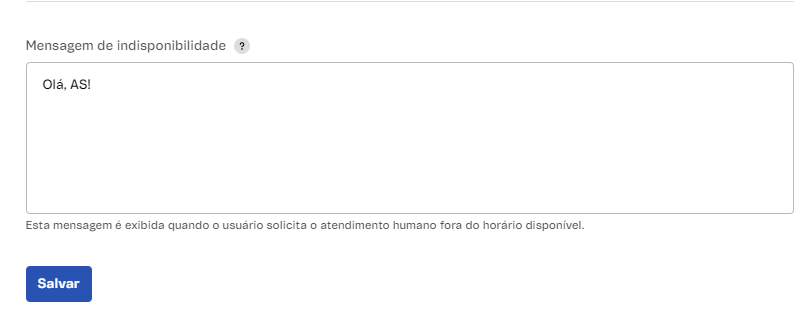 Mensagem de indisponibilidade ?
Olá, AS!
Esta mensagem é exibida quando o usuário solicita o atendimento humano fora do horário disponível.
Salvar